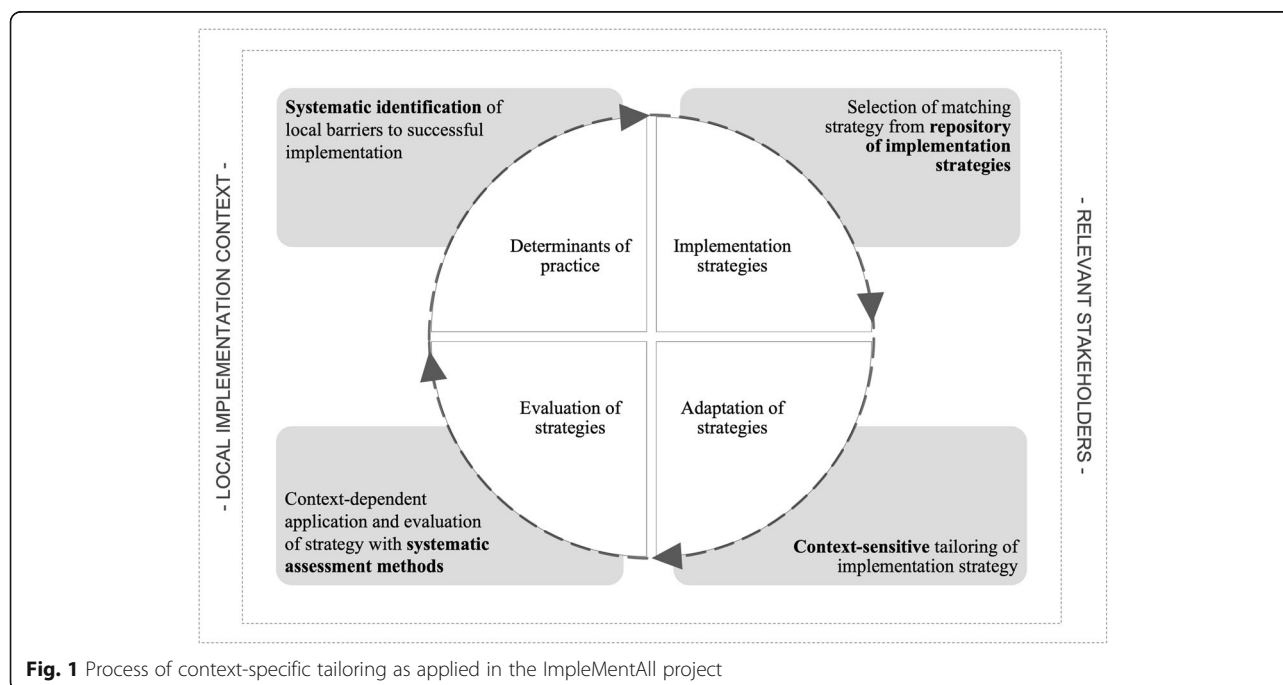 - LOCAL IMPLEMENTATION CONTEXT -
Systematic identification of
local barriers to successful
implementation
Selection of matching
strategy from repository
of implementation
strategies
- RELEVANT STAKEHOLDERS -
Determinants of
practice
Implementation
strategies
Evaluation of
strategies
Adaptation of
strategies
Context-dependent
application and evaluation
of strategy with systematic
assessment methods
Context-sensitive tailoring of
implementation strategy
Fig. 1 Process of context-specific tailoring as applied in the ImpleMentAll project